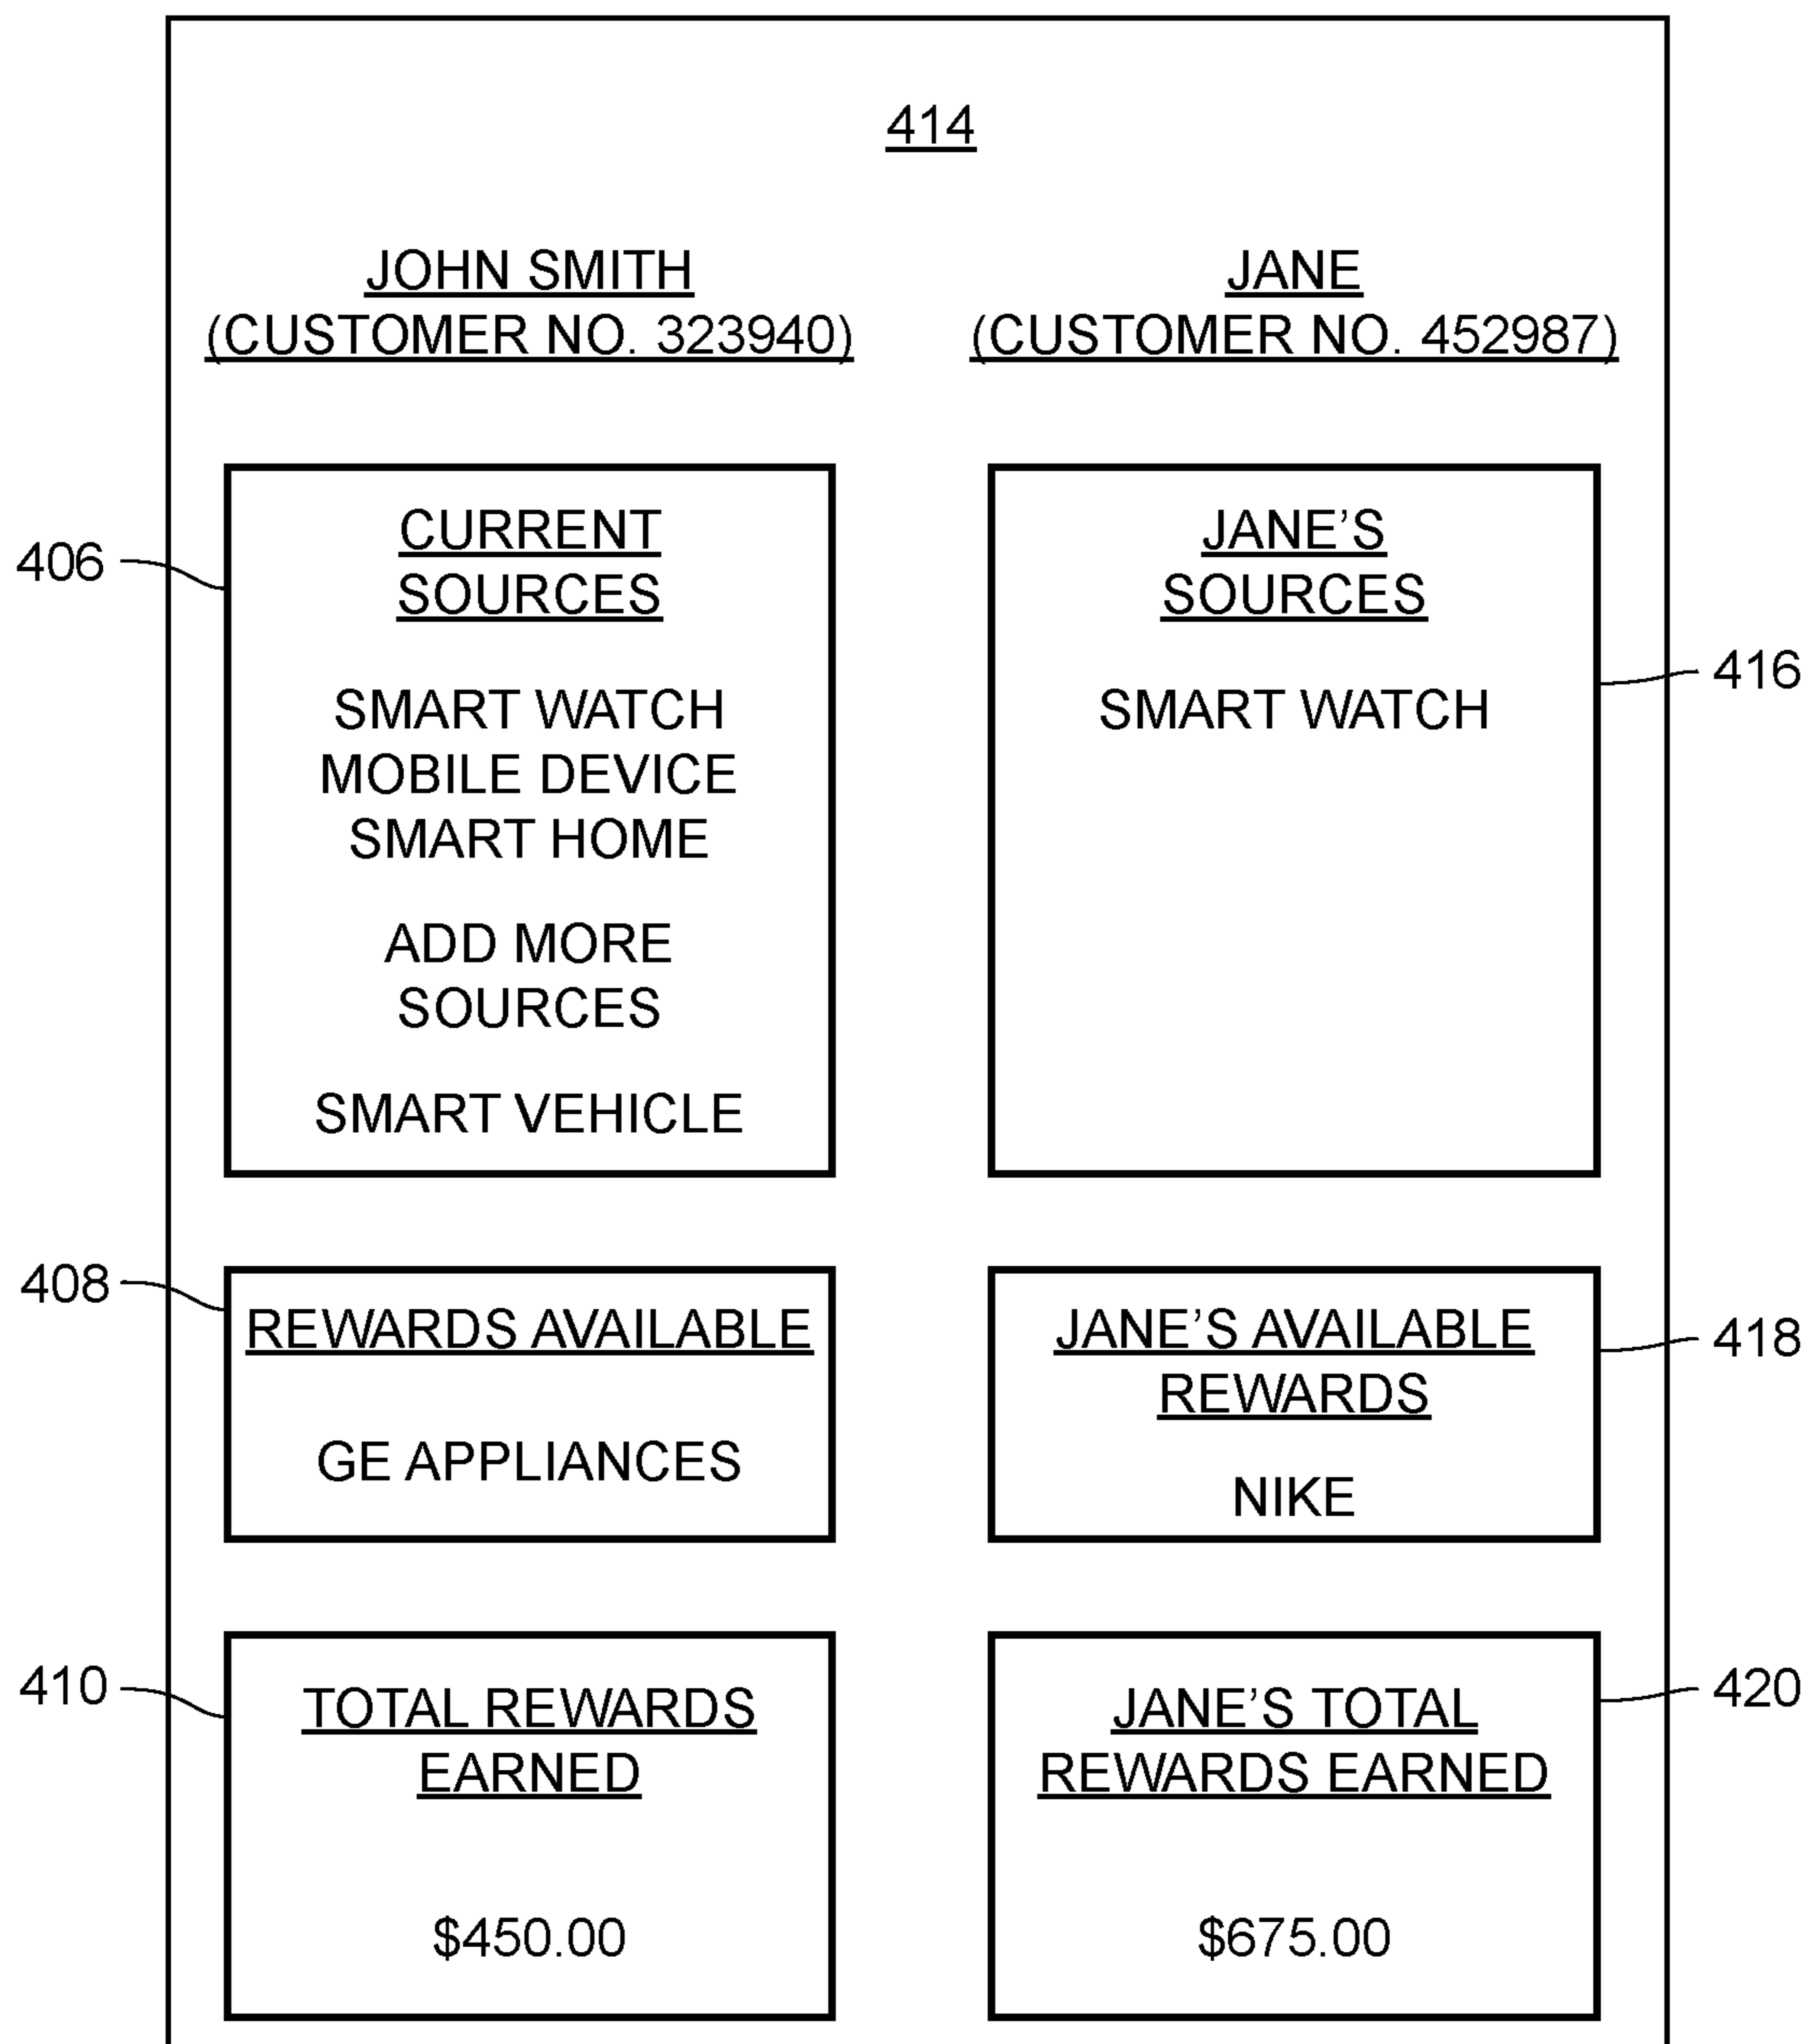 414
JOHN SMITH
(CUSTOMER NO. 323940)
JANE
(CUSTOMER NO. 452987)
406
CURRENT
SOURCES
SMART WATCH
MOBILE DEVICE
SMART HOME
ADD MORE
SOURCES
SMART VEHICLE
JANE’S
SOURCES
SMART WATCH
416
408
REWARDS AVAILABLE
GE APPLIANCES
JANE’S AVAILABLE
REWARDS
NIKE
418
410
TOTAL REWARDS
EARNED
$450.00
JANE’S TOTAL
REWARDS EARNED
$675.00
420